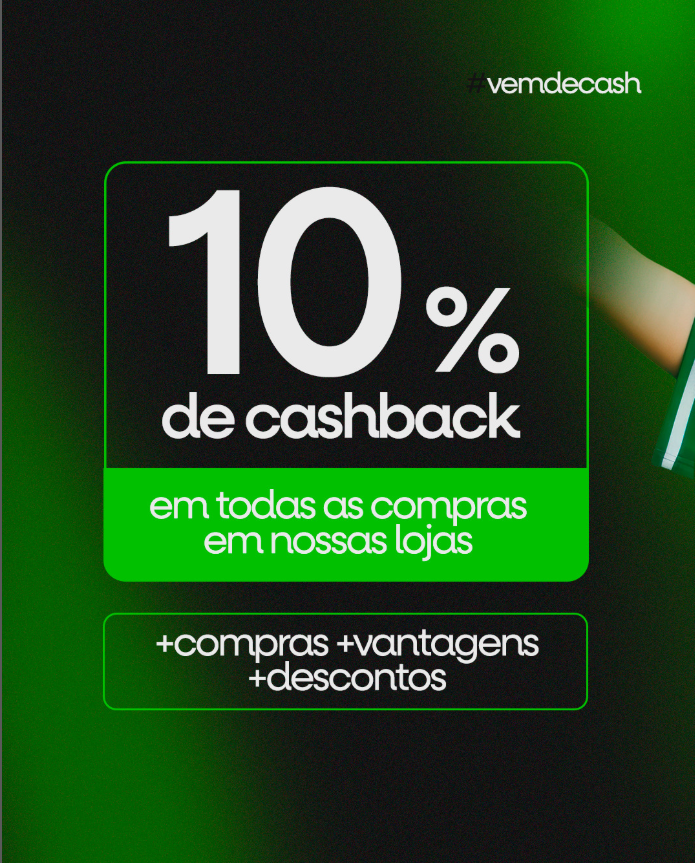 #vemdecash
10%
de cashback
em todas as compras
em nossas lojas
+compras +vantagens
+descontos